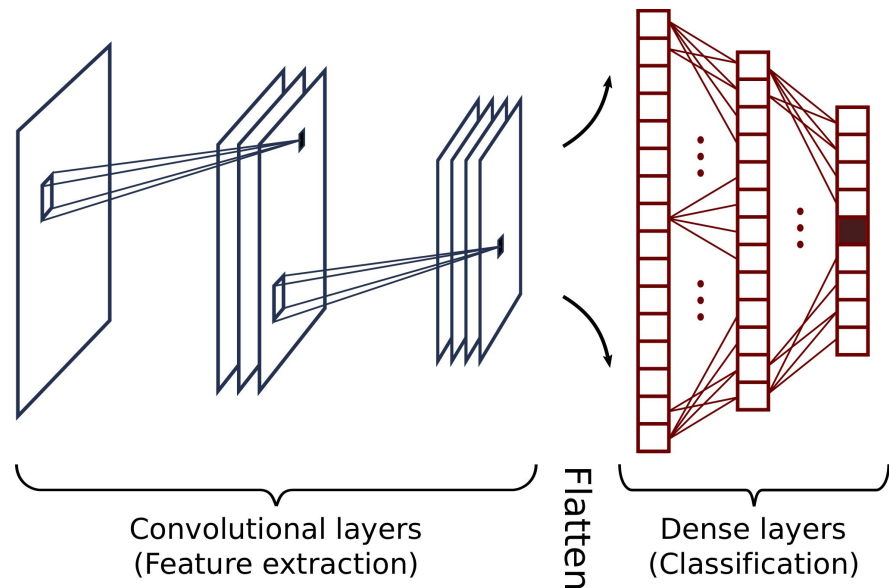 Convolutional layers
(Feature extraction)
Flatten
Dense layers
(Classification)